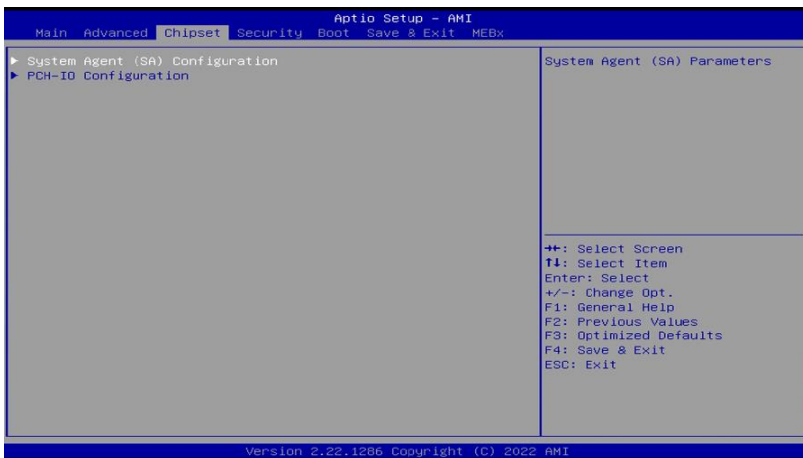 Aptio Setup – AMI
Main Advanced Chipset Security Boot Save & Exit MEBx
▶ System Agent (SA) Configuration
▶ PCH-IO Configuration
System Agent (SA) Parameters
→←: Select Screen
↑↓: Select Item
Enter: Select
+/-: Change Opt.
F1: General Help
F2: Previous Values
F3: Optimized Defaults
F4: Save & Exit
ESC: Exit
Version 2.22.1286 Copyright (C) 2022 AMI